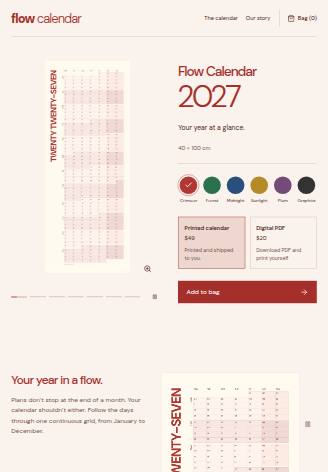 flow calendar
The calendar
Our story
Bag (0)
TWENTY TWENTY-SEVEN
Flow Calendar
2027
Your year at a glance.
40 × 100 cm
Crimson
Forest
Midnight
Sunlight
Plum
Graphite
Printed calendar
$49
Printed and shipped
to you.
Digital PDF
$20
Download PDF and
print yourself
Add to bag
Your year in a flow.
Plans don't stop at the end of a month. Your
calendar shouldn't either. Follow the days
through one continuous grid, from January to
December.
WENTY-SEVEN